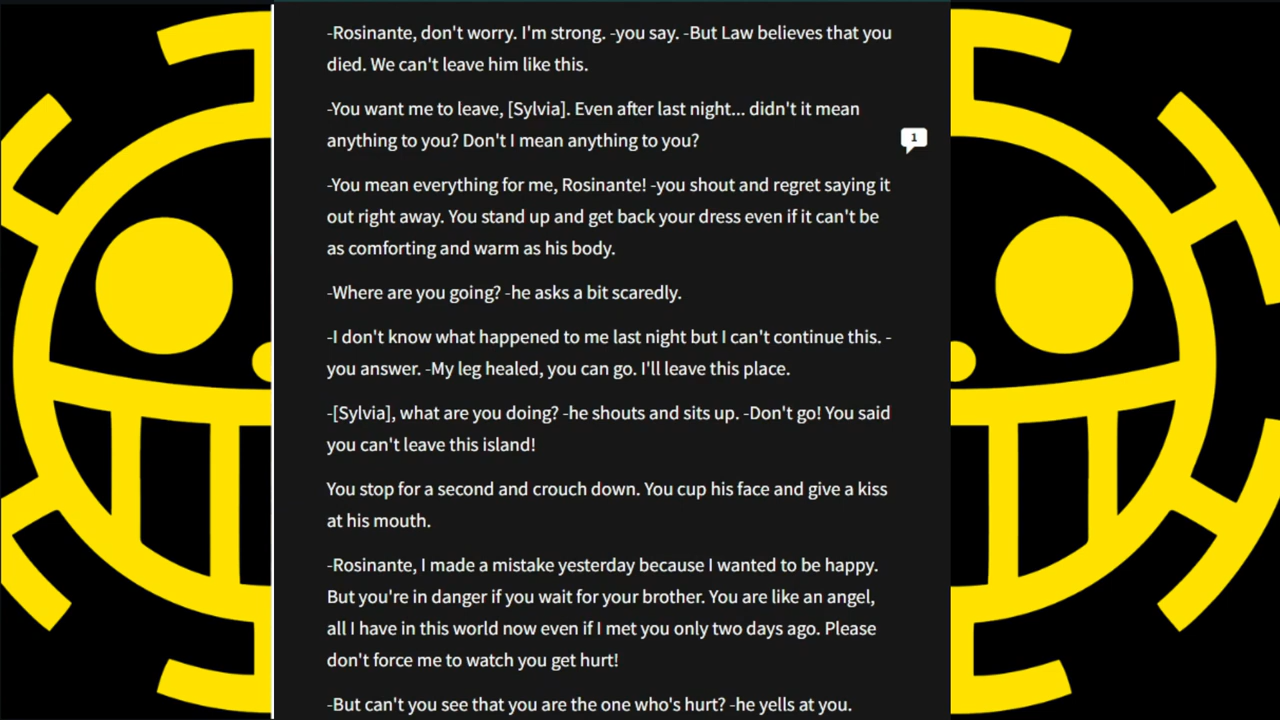 -Rosinante, don't worry. I'm strong. -you say. -But Law believes that you
died. We can't leave him like this.
-You want me to leave, [Sylvia]. Even after last night... didn't it mean
anything to you? Don't I mean anything to you?
1
-You mean everything for me, Rosinante! -you shout and regret saying it
out right away. You stand up and get back your dress even if it can't be
as comforting and warm as his body.
-Where are you going? -he asks a bit scaredly.
-I don't know what happened to me last night but I can't continue this. -
you answer. -My leg healed, you can go. I'll leave this place.
-[Sylvia], what are you doing? -he shouts and sits up. -Don't go! You said
you can't leave this island!
You stop for a second and crouch down. You cup his face and give a kiss
at his mouth.
-Rosinante, I made a mistake yesterday because I wanted to be happy.
But you're in danger if you wait for your brother. You are like an angel,
all I have in this world now even if I met you only two days ago. Please
don't force me to watch you get hurt!
-But can't you see that you are the one who's hurt? -he yells at you.